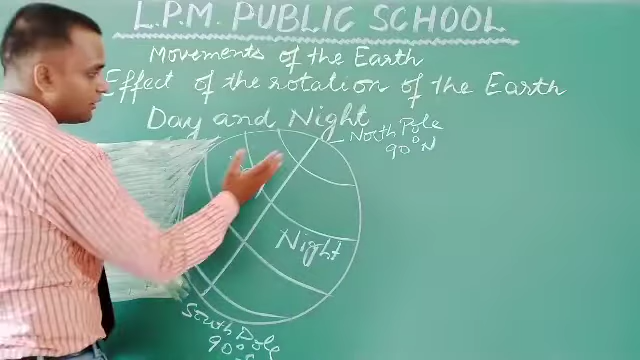 L.P.M. PUBLIC SCHOOL
Movements of the Earth
Effect of the rotation of the Earth
Day and Night
North Pole
90° N
Night
South Pole
90° S